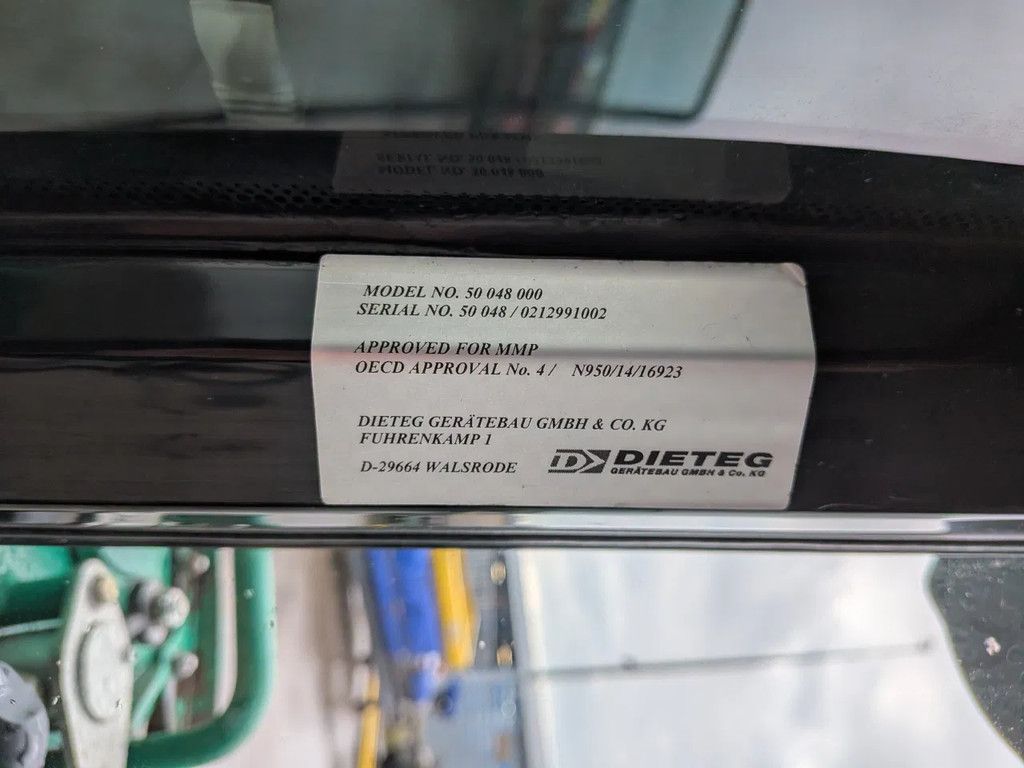 MODEL NO. 50 048 000
SERIAL NO. 50 048 / 0212991002
APPROVED FOR MMP
OECD APPROVAL No. 4 / N950/14/16923
DIETEG GERÄTEBAU GMBH & CO. KG
FUHRENKAMP 1
D-29664 WALSRODE
DIETEG
GERÄTEBAU GMBH & Co. KG